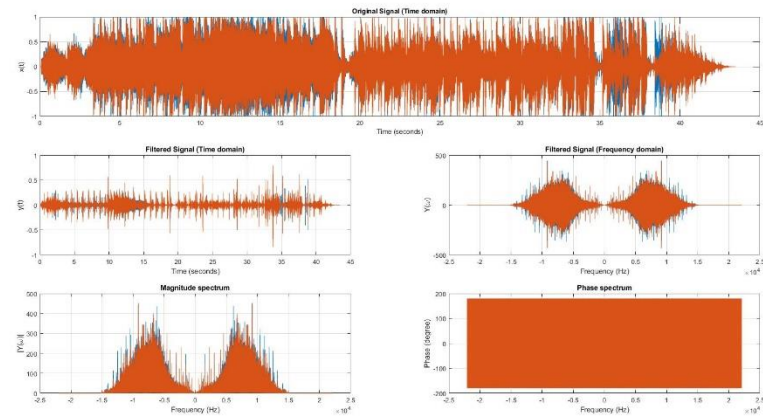 Original Signal (Time domain)
1
0.5
x(t)
0
-0.5
-1
0 5 10 15 20 25 30 35 40 45
Time (seconds)
Filtered Signal (Time domain)
1
0.5
y(t)
0
-0.5
-1
0 5 10 15 20 25 30 35 40 45
Time (seconds)
Filtered Signal (Frequency domain)
500
Y(ω)
0
-500
-2.5 -2 -1.5 -1 -0.5 0 0.5 1 1.5 2 2.5
Frequency (Hz)
×10⁴
Magnitude spectrum
500
400
300
|Y(ω)|
200
100
0
-2.5 -2 -1.5 -1 -0.5 0 0.5 1 1.5 2 2.5
Frequency (Hz)
×10⁴
Phase spectrum
200
100
Phase (degree)
0
-100
-200
-2.5 -2 -1.5 -1 -0.5 0 0.5 1 1.5 2 2.5
Frequency (Hz)
×10⁴